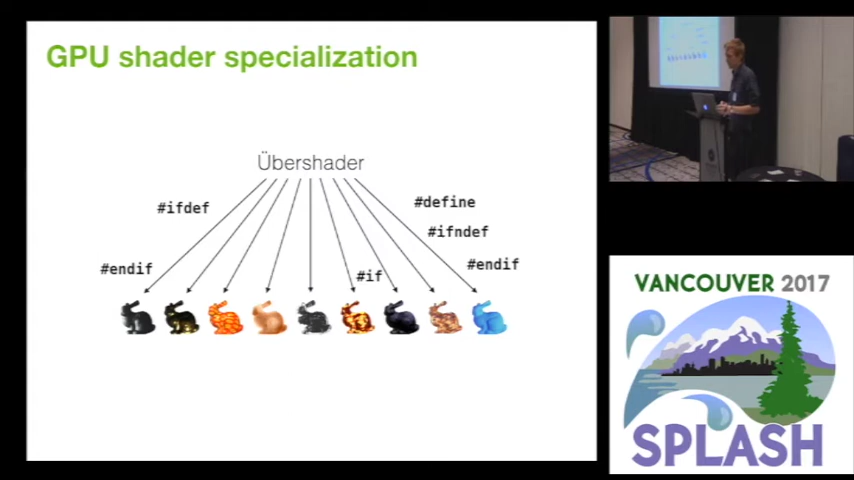 GPU shader specialization
Übershader
#ifdef
#define
#ifndef
#endif
#endif
#if
VANCOUVER 2017
SPLASH